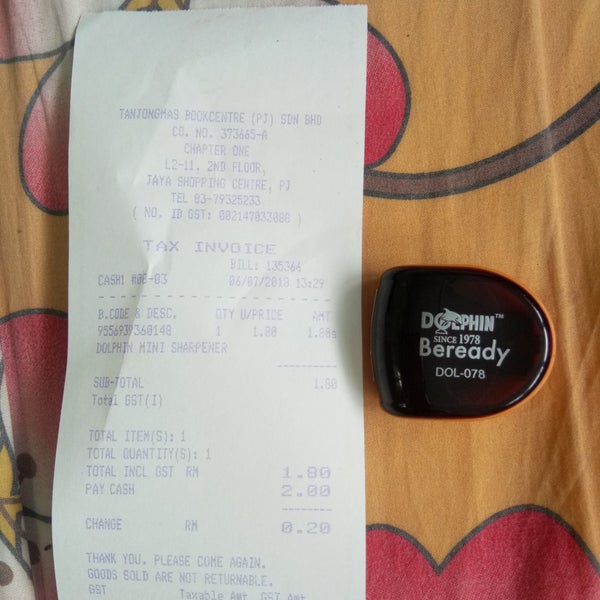 TANJONGMAS BOOKCENTRE (PJ) SDN BHD
CO. NO. 373665-A
CHAPTER ONE
L2-11, 2ND FLOOR,
JAYA SHOPPING CENTRE, PJ
TEL 03-79325233
( NO. ID GST: 002147033088 )
TAX INVOICE
BILL: 135366
CASH1 #08-03 06/07/2018 13:29
B.CODE & DESC. QTY U/PRICE AMT
9556939360148 1 1.80 1.80s
DOLPHIN MINI SHARPENER
SUB-TOTAL 1.80
Total GST(I)
TOTAL ITEM(S): 1
TOTAL QUANTITY(S): 1
TOTAL INCL GST RM 1.80
PAY CASH 2.00
CHANGE RM 0.20
THANK YOU. PLEASE COME AGAIN.
GOODS SOLD ARE NOT RETURNABLE.
GST Taxable Amt GST Amt
DOLPHIN™
SINCE 1978
Beready
DOL-078